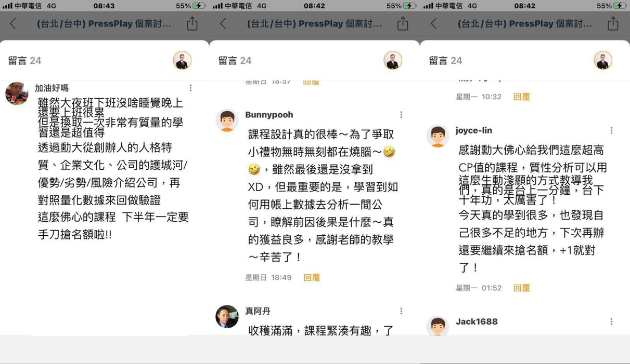 中華電信 4G 08:43 55%
(台北/台中) PressPlay 個案討...
留言 24
加油好嗎
雖然大夜班下班沒啥睡覺晚上
還要上班很累
但是換取一次非常有質量的學
習還是超值得
透過動大從創辦人的人格特
質、企業文化、公司的護城河/
優勢/劣勢/風險介紹公司，再
對照量化數據來回做驗證
這麼佛心的課程 下半年一定要
手刀搶名額啦!!
中華電信 4G 08:42 55%
(台北/台中) PressPlay 個案討...
留言 24
星期日 18:57 回覆
Bunnypooh
課程設計真的很棒～為了爭取
小禮物無時無刻都在燒腦～🤣
🤣，雖然最後還是沒拿到
XD，但最重要的是，學習到如
何用帳上數據去分析一間公
司，瞭解前因後果是什麼～真
的獲益良多，感謝老師的教學
～辛苦了！
星期日 18:49 回覆
真阿丹
收穫滿滿，課程緊湊有趣，了
中華電信 4G 08:42 55%
(台北/台中) PressPlay 個案討...
留言 24
星期一 10:32 回覆
joyce-lin
感謝動大佛心給我們這麼超高
CP值的課程，質性分析可以用
這麼生動淺顯的方式教導我
們，真的是台上一分鐘，台下
十年功，太厲害了！
今天真的學到很多，也發現自
己很多不足的地方，下次再辦
還要繼續來搶名額，+1就對
了！
星期一 01:52 回覆
Jack1688